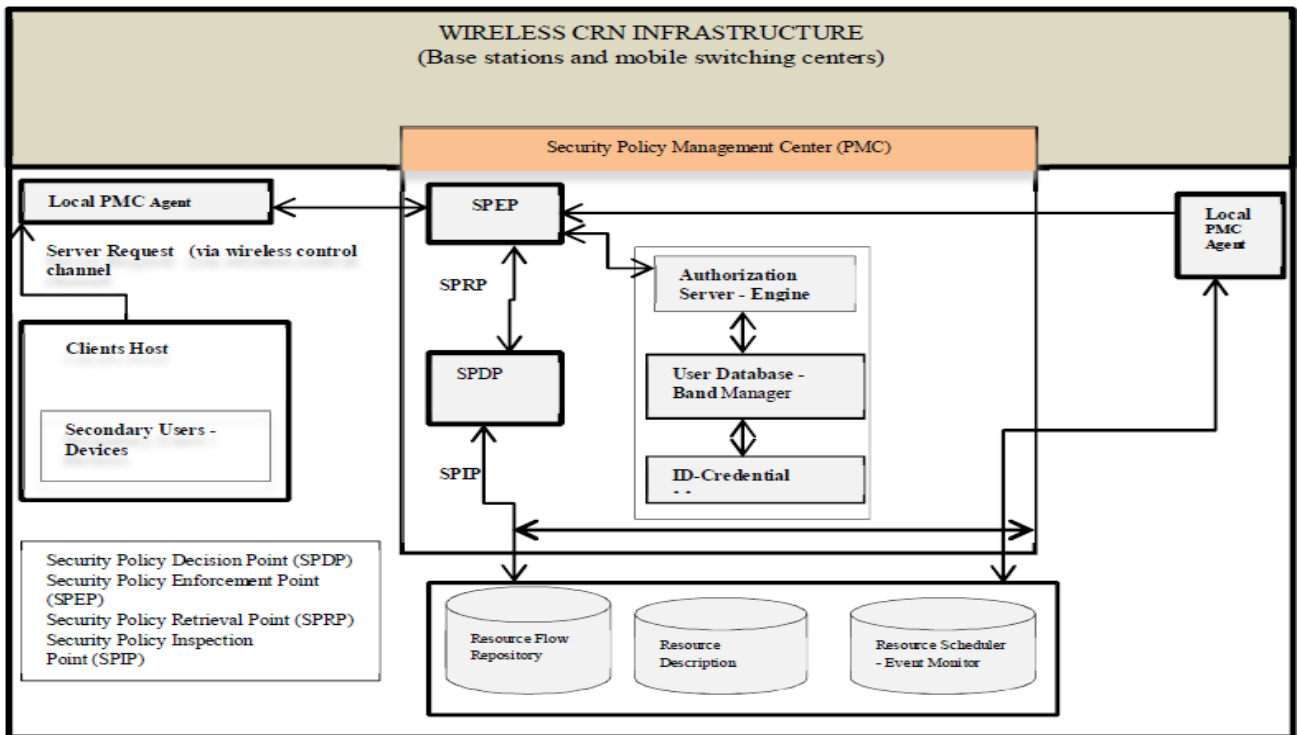 WIRELESS CRN INFRASTRUCTURE
(Base stations and mobile switching centers)
Security Policy Management Center (PMC)
Local PMC Agent
SPEP
Local
PMC
Agent
Server Request (via wireless control
channel
SPRP
Authorization
Server - Engine
Clients Host
SPDP
User Database -
Band Manager
Secondary Users -
Devices
SPIP
ID-Credential
Security Policy Decision Point (SPDP)
Security Policy Enforcement Point
(SPEP)
Security Policy Retrieval Point (SPRP)
Security Policy Inspection
Point (SPIP)
Resource Flow
Repository
Resource
Description
Resource Scheduler
- Event Monitor